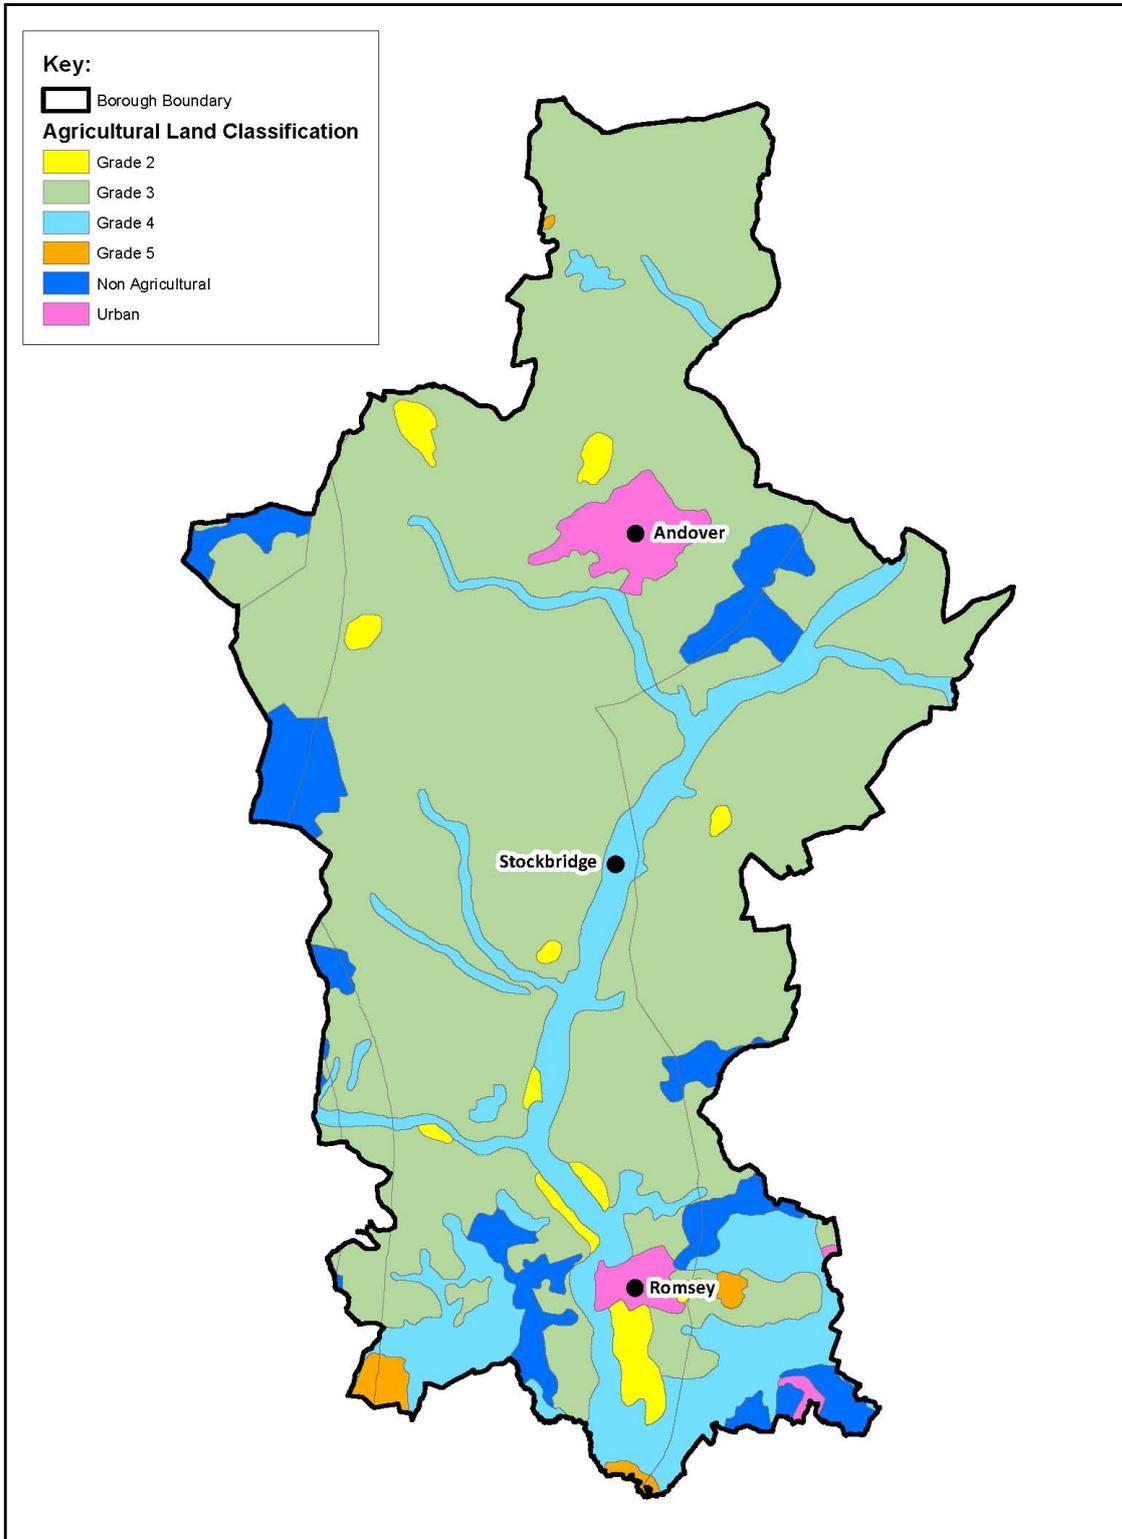 Key:
Borough Boundary
Agricultural Land Classification
Grade 2
Grade 3
Grade 4
Grade 5
Non Agricultural
Urban
Andover
Stockbridge
Romsey